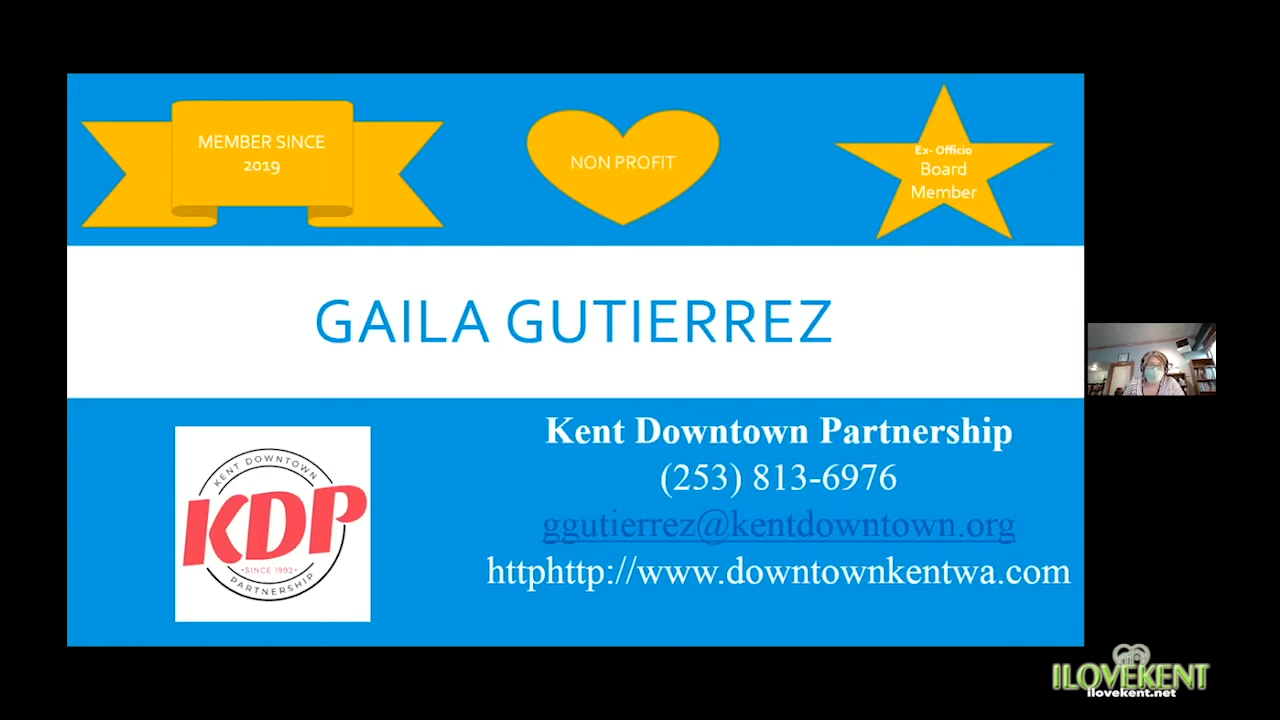 MEMBER SINCE
2019
NON PROFIT
Ex- Officio
Board
Member
GAILA GUTIERREZ
KENT DOWNTOWN
KDP
•SINCE 1992•
PARTNERSHIP
Kent Downtown Partnership
(253) 813-6976
ggutierrez@kentdowntown.org
httphttp://www.downtownkentwa.com
ILOVEKENT
ilovekent.net